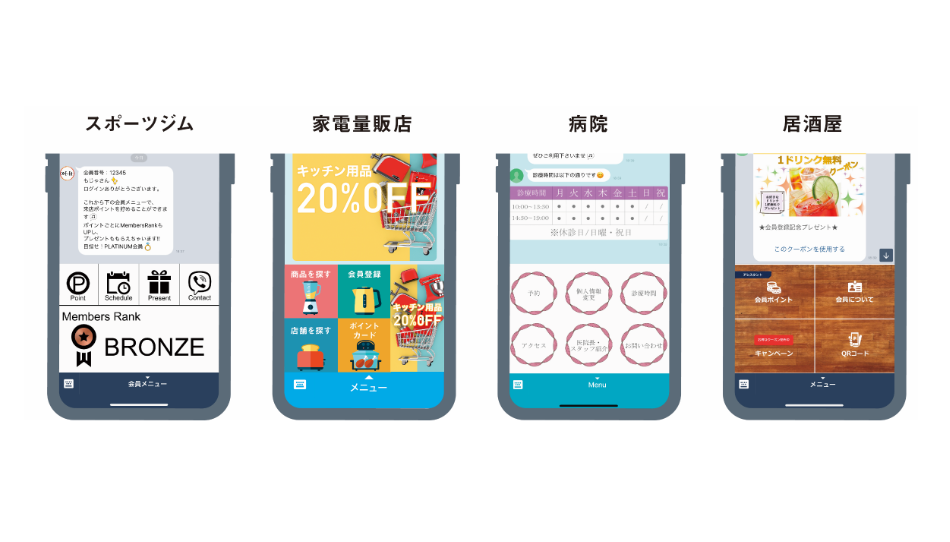 スポーツジム
会員番号：12345
もじゃさん
ログインありがとうございます。
これから下の会員メニューで、
来店ポイントを貯めることができま
す
ポイントごとにMembersRankも
UPし、
プレゼントももらえちゃいます!!
目指せ！PLATINUM会員
Point
Schedule
Present
Contact
Members Rank
BRONZE
会員メニュー
家電量販店
キッチン用品
20%OFF
商品を探す
会員登録
店舗を探す
ポイント
カード
キッチン用品
20%OFF
メニュー
病院
ぜひご利用下さいませ
診療時間は以下の通りです
診療時間 月 火 水 木 金 土 日 祝
10:00~13:30 ● ● ● ● ● ● / /
14:30~19:00 ● ● ● ● ● ● / /
※休診日/日曜・祝日
予約
個人情報
変更
診療時間
アクセス
医院長・
スタッフ紹介
お問い合わせ
Menu
居酒屋
1ドリンク無料
クーポン
★会員登録記念プレゼント★
このクーポンを使用する
会員ポイント
会員について
キャンペーン
QRコード
メニュー